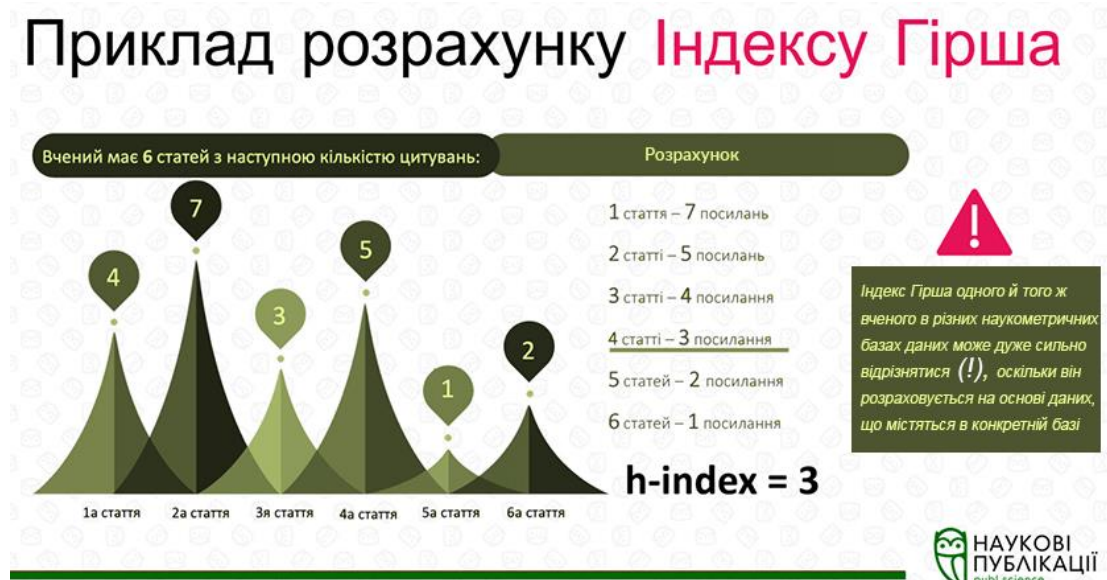 Приклад розрахунку Індексу Гірша
Вчений має 6 статей з наступною кількістю цитувань:
Розрахунок
4
7
3
5
1
2
1а стаття
2а стаття
3я стаття
4а стаття
5а стаття
6а стаття
1 стаття – 7 посилань
2 статті – 5 посилань
3 статті – 4 посилання
4 статті – 3 посилання
5 статей – 2 посилання
6 статей – 1 посилання
h-index = 3
!
Індекс Гірша одного й того ж
вченого в різних наукометричних
базах даних може дуже сильно
відрізнятися (!), оскільки він
розраховується на основі даних,
що містяться в конкретній базі
НАУКОВІ
ПУБЛІКАЦІЇ
publ.science